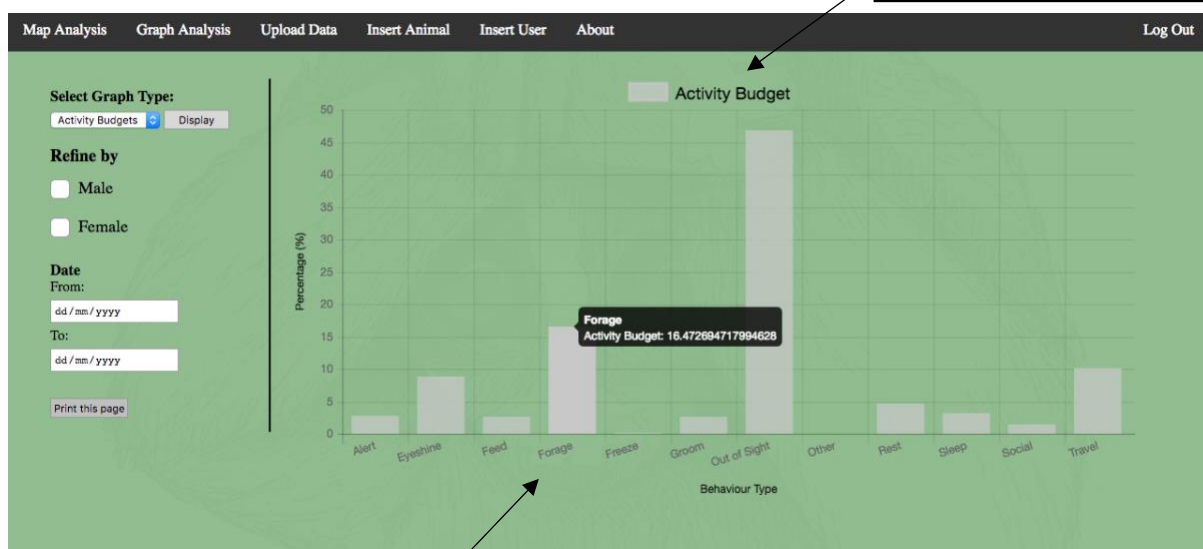 Map Analysis Graph Analysis Upload Data Insert Animal Insert User About Log Out
Select Graph Type:
Activity Budgets Display
Refine by
Male
Female
Date
From:
dd/mm/yyyy
To:
dd/mm/yyyy
Print this page
Activity Budget
50
45
40
35
30
25
20
15
10
5
0
Percentage (%)
Forage
Activity Budget: 16.472694717994628
Alert Eyeshine Feed Forage Freeze Groom Out of Sight Other Rest Sleep Social Travel
Behaviour Type